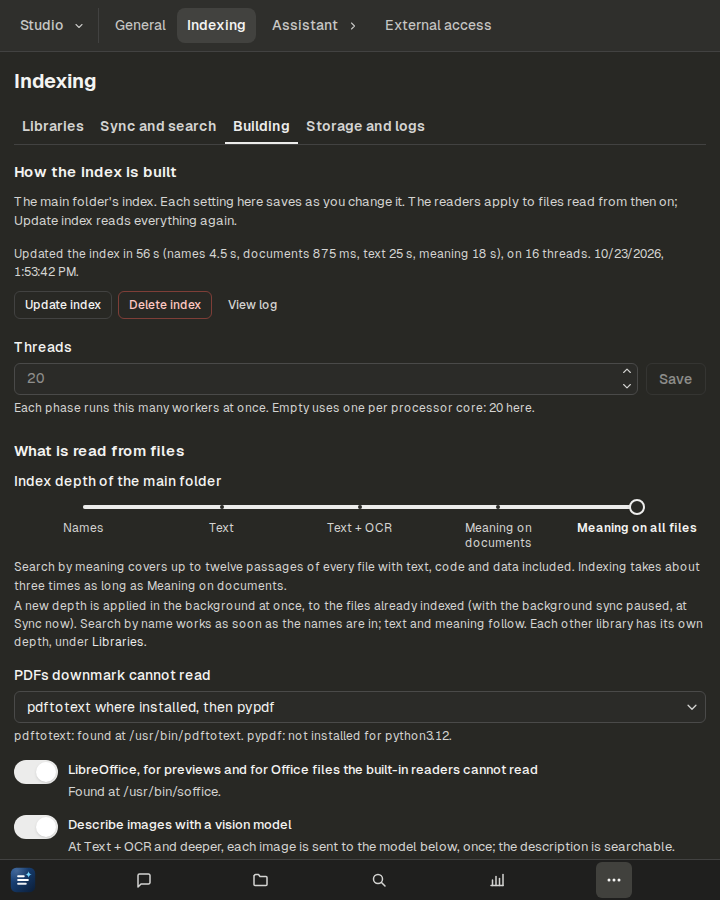 Studio
General
Indexing
Assistant
External access
Indexing
Libraries
Sync and search
Building
Storage and logs
How the index is built
The main folder's index. Each setting here saves as you change it. The readers apply to files read from then on;
Update index reads everything again.
Updated the index in 56 s (names 4.5 s, documents 875 ms, text 25 s, meaning 18 s), on 16 threads. 10/23/2026,
1:53:42 PM.
Update index
Delete index
View log
Threads
20
Save
Each phase runs this many workers at once. Empty uses one per processor core: 20 here.
What is read from files
Index depth of the main folder
Names
Text
Text + OCR
Meaning on
documents
Meaning on all files
Search by meaning covers up to twelve passages of every file with text, code and data included. Indexing takes about
three times as long as Meaning on documents.
A new depth is applied in the background at once, to the files already indexed (with the background sync paused, at
Sync now). Search by name works as soon as the names are in; text and meaning follow. Each other library has its own
depth, under Libraries.
PDFs downmark cannot read
pdftotext where installed, then pypdf
pdftotext: found at /usr/bin/pdftotext. pypdf: not installed for python3.12.
LibreOffice, for previews and for Office files the built-in readers cannot read
Found at /usr/bin/soffice.
Describe images with a vision model
At Text + OCR and deeper, each image is sent to the model below, once; the description is searchable.